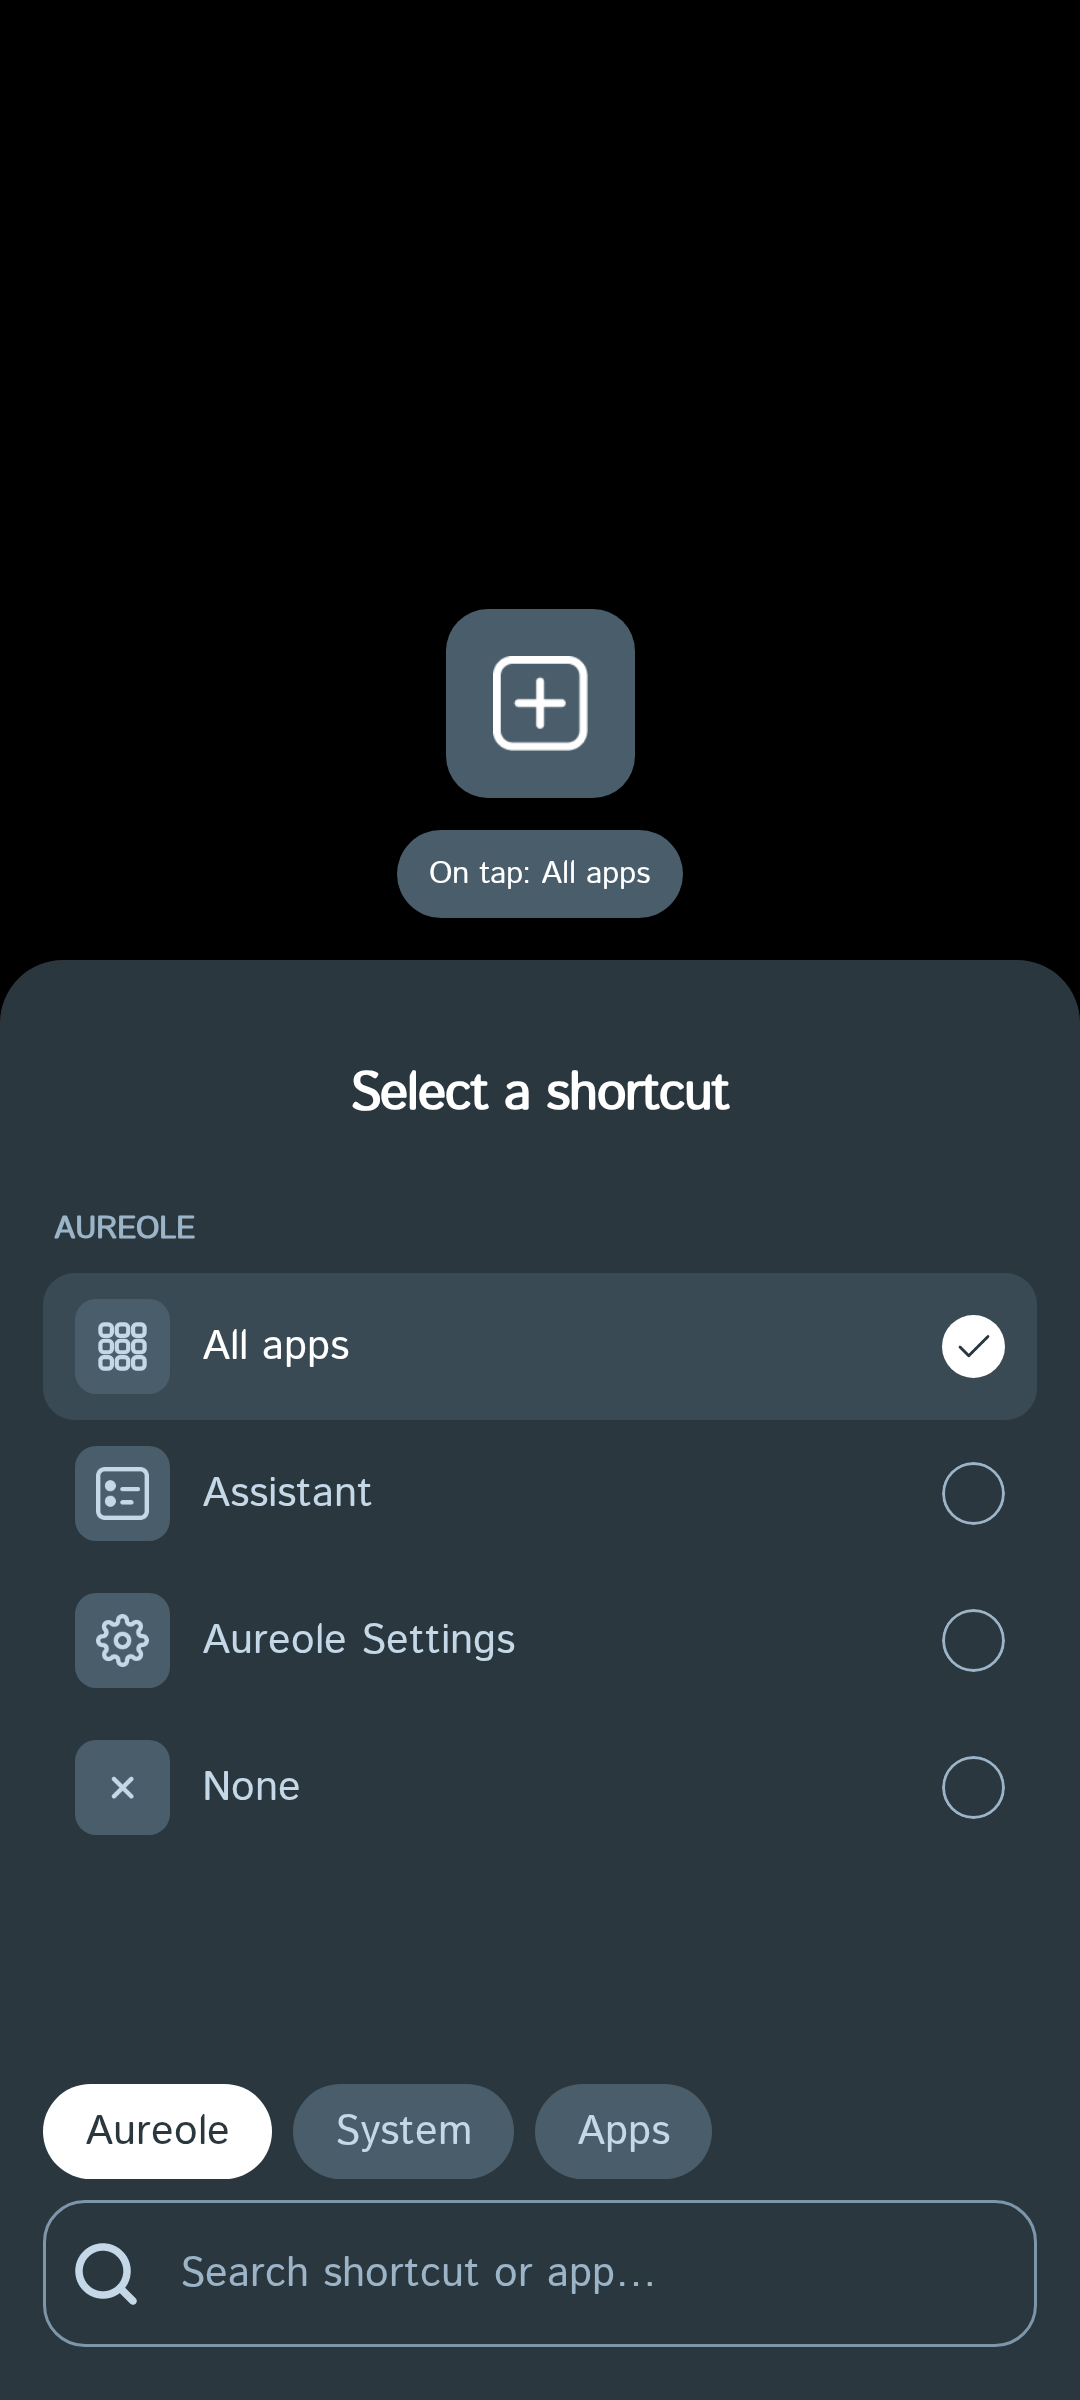 On tap: All apps
Select a shortcut
AUREOLE
All apps
Assistant
Aureole Settings
None
Aureole
System
Apps
Search shortcut or app...